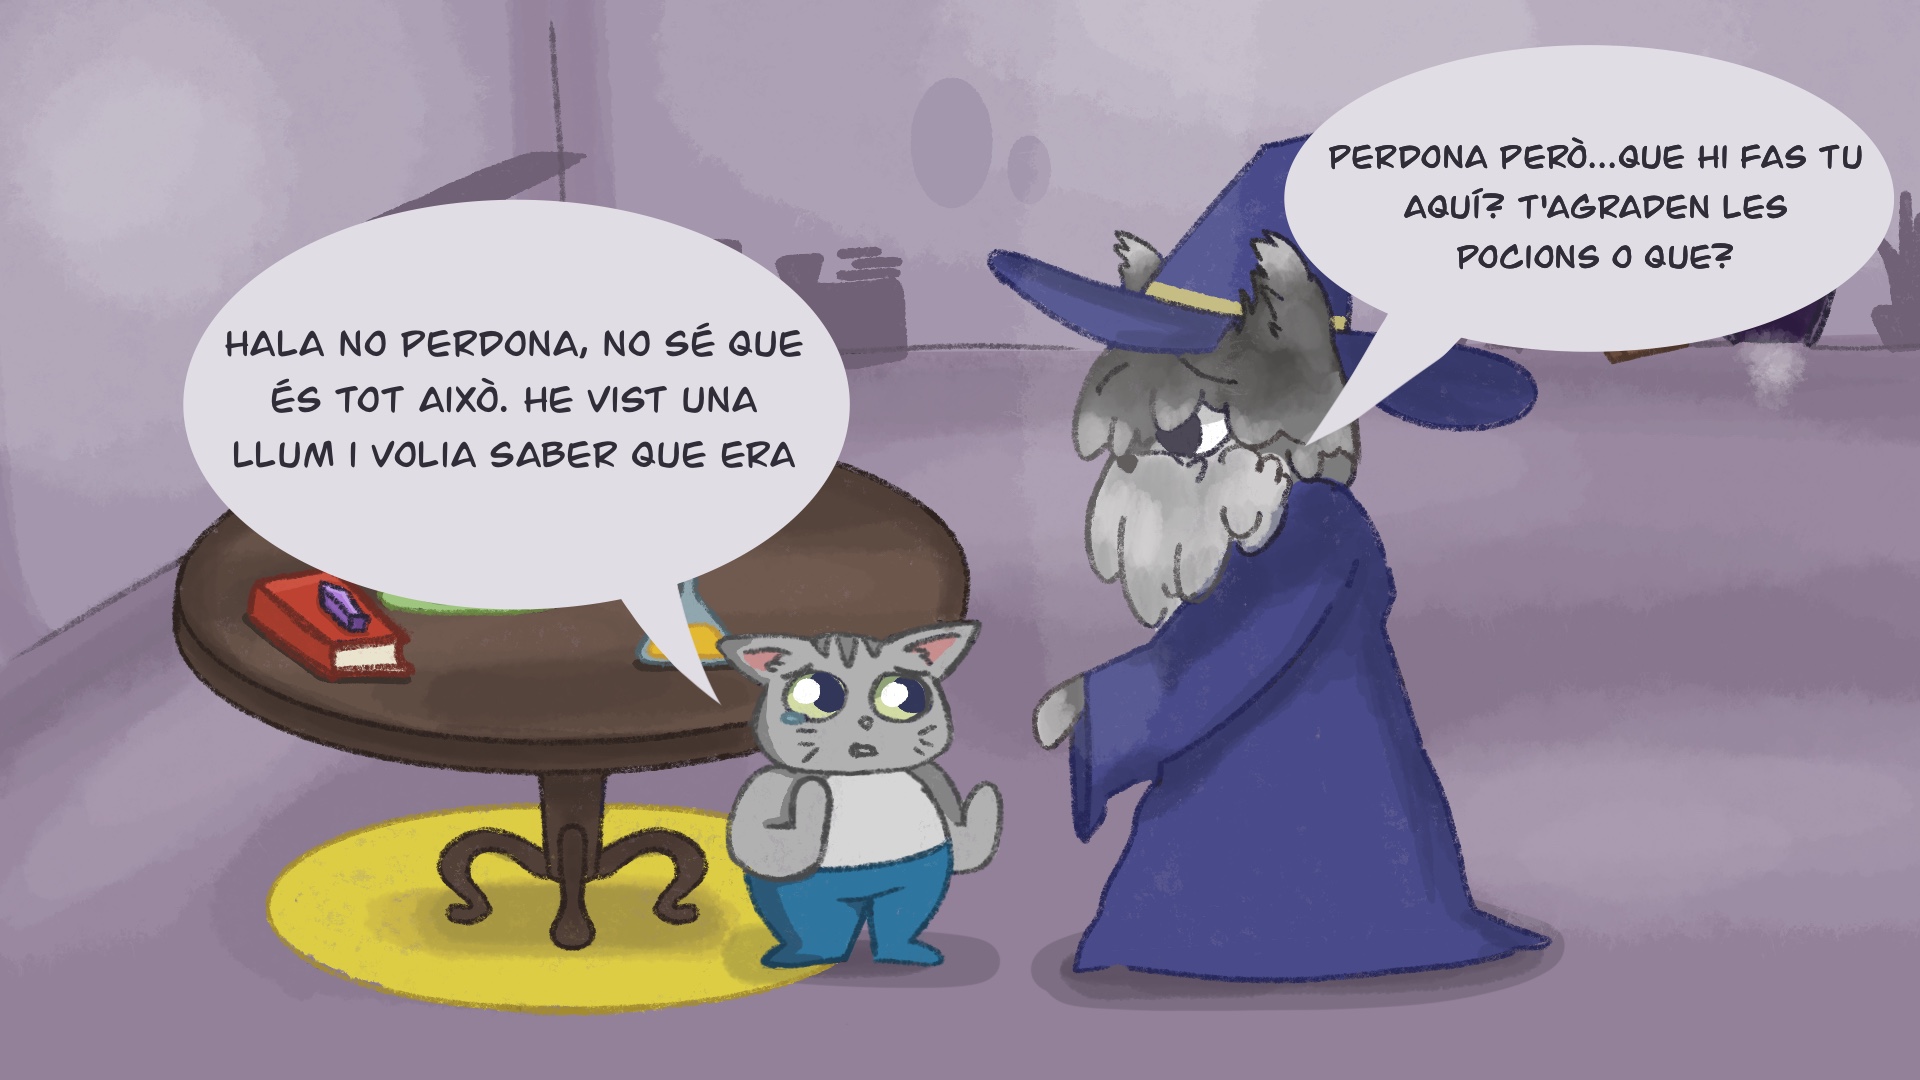 PERDONA PERÒ...QUE HI FAS TU
AQUÍ? T'AGRADEN LES
POCIONS O QUE?
HALA NO PERDONA, NO SÉ QUE
ÉS TOT AIXÒ. HE VIST UNA
LLUM I VOLIA SABER QUE ERA